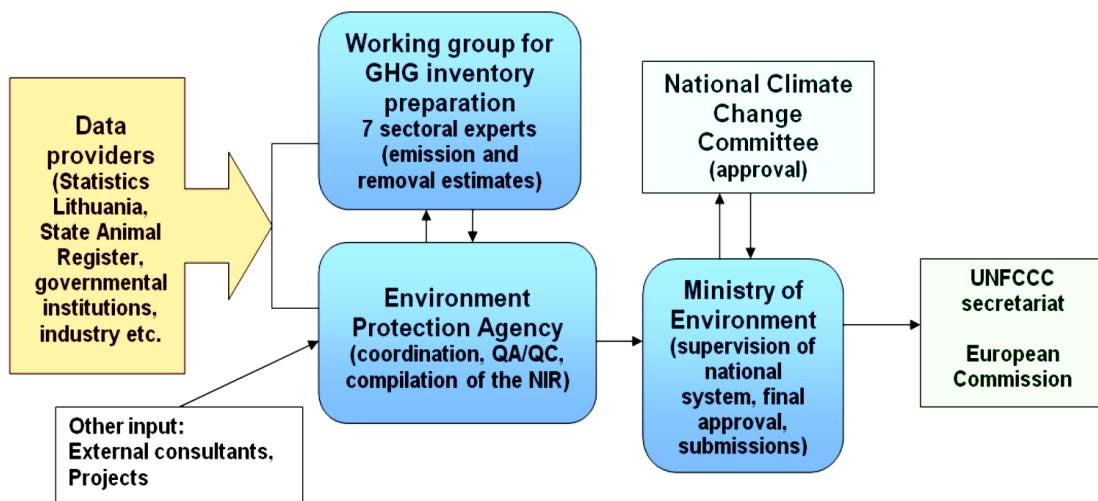 Data
providers
(Statistics
Lithuania,
State Animal
Register,
governmental
institutions,
industry etc.
Working group for
GHG inventory
preparation
7 sectoral experts
(emission and
removal estimates)
Environment
Protection Agency
(coordination, QA/QC,
compilation of the NIR)
Other input:
External consultants,
Projects
National Climate
Change
Committee
(approval)
Ministry of
Environment
(supervision of
national
system, final
approval,
submissions)
UNFCCC
secretariat
European
Commission